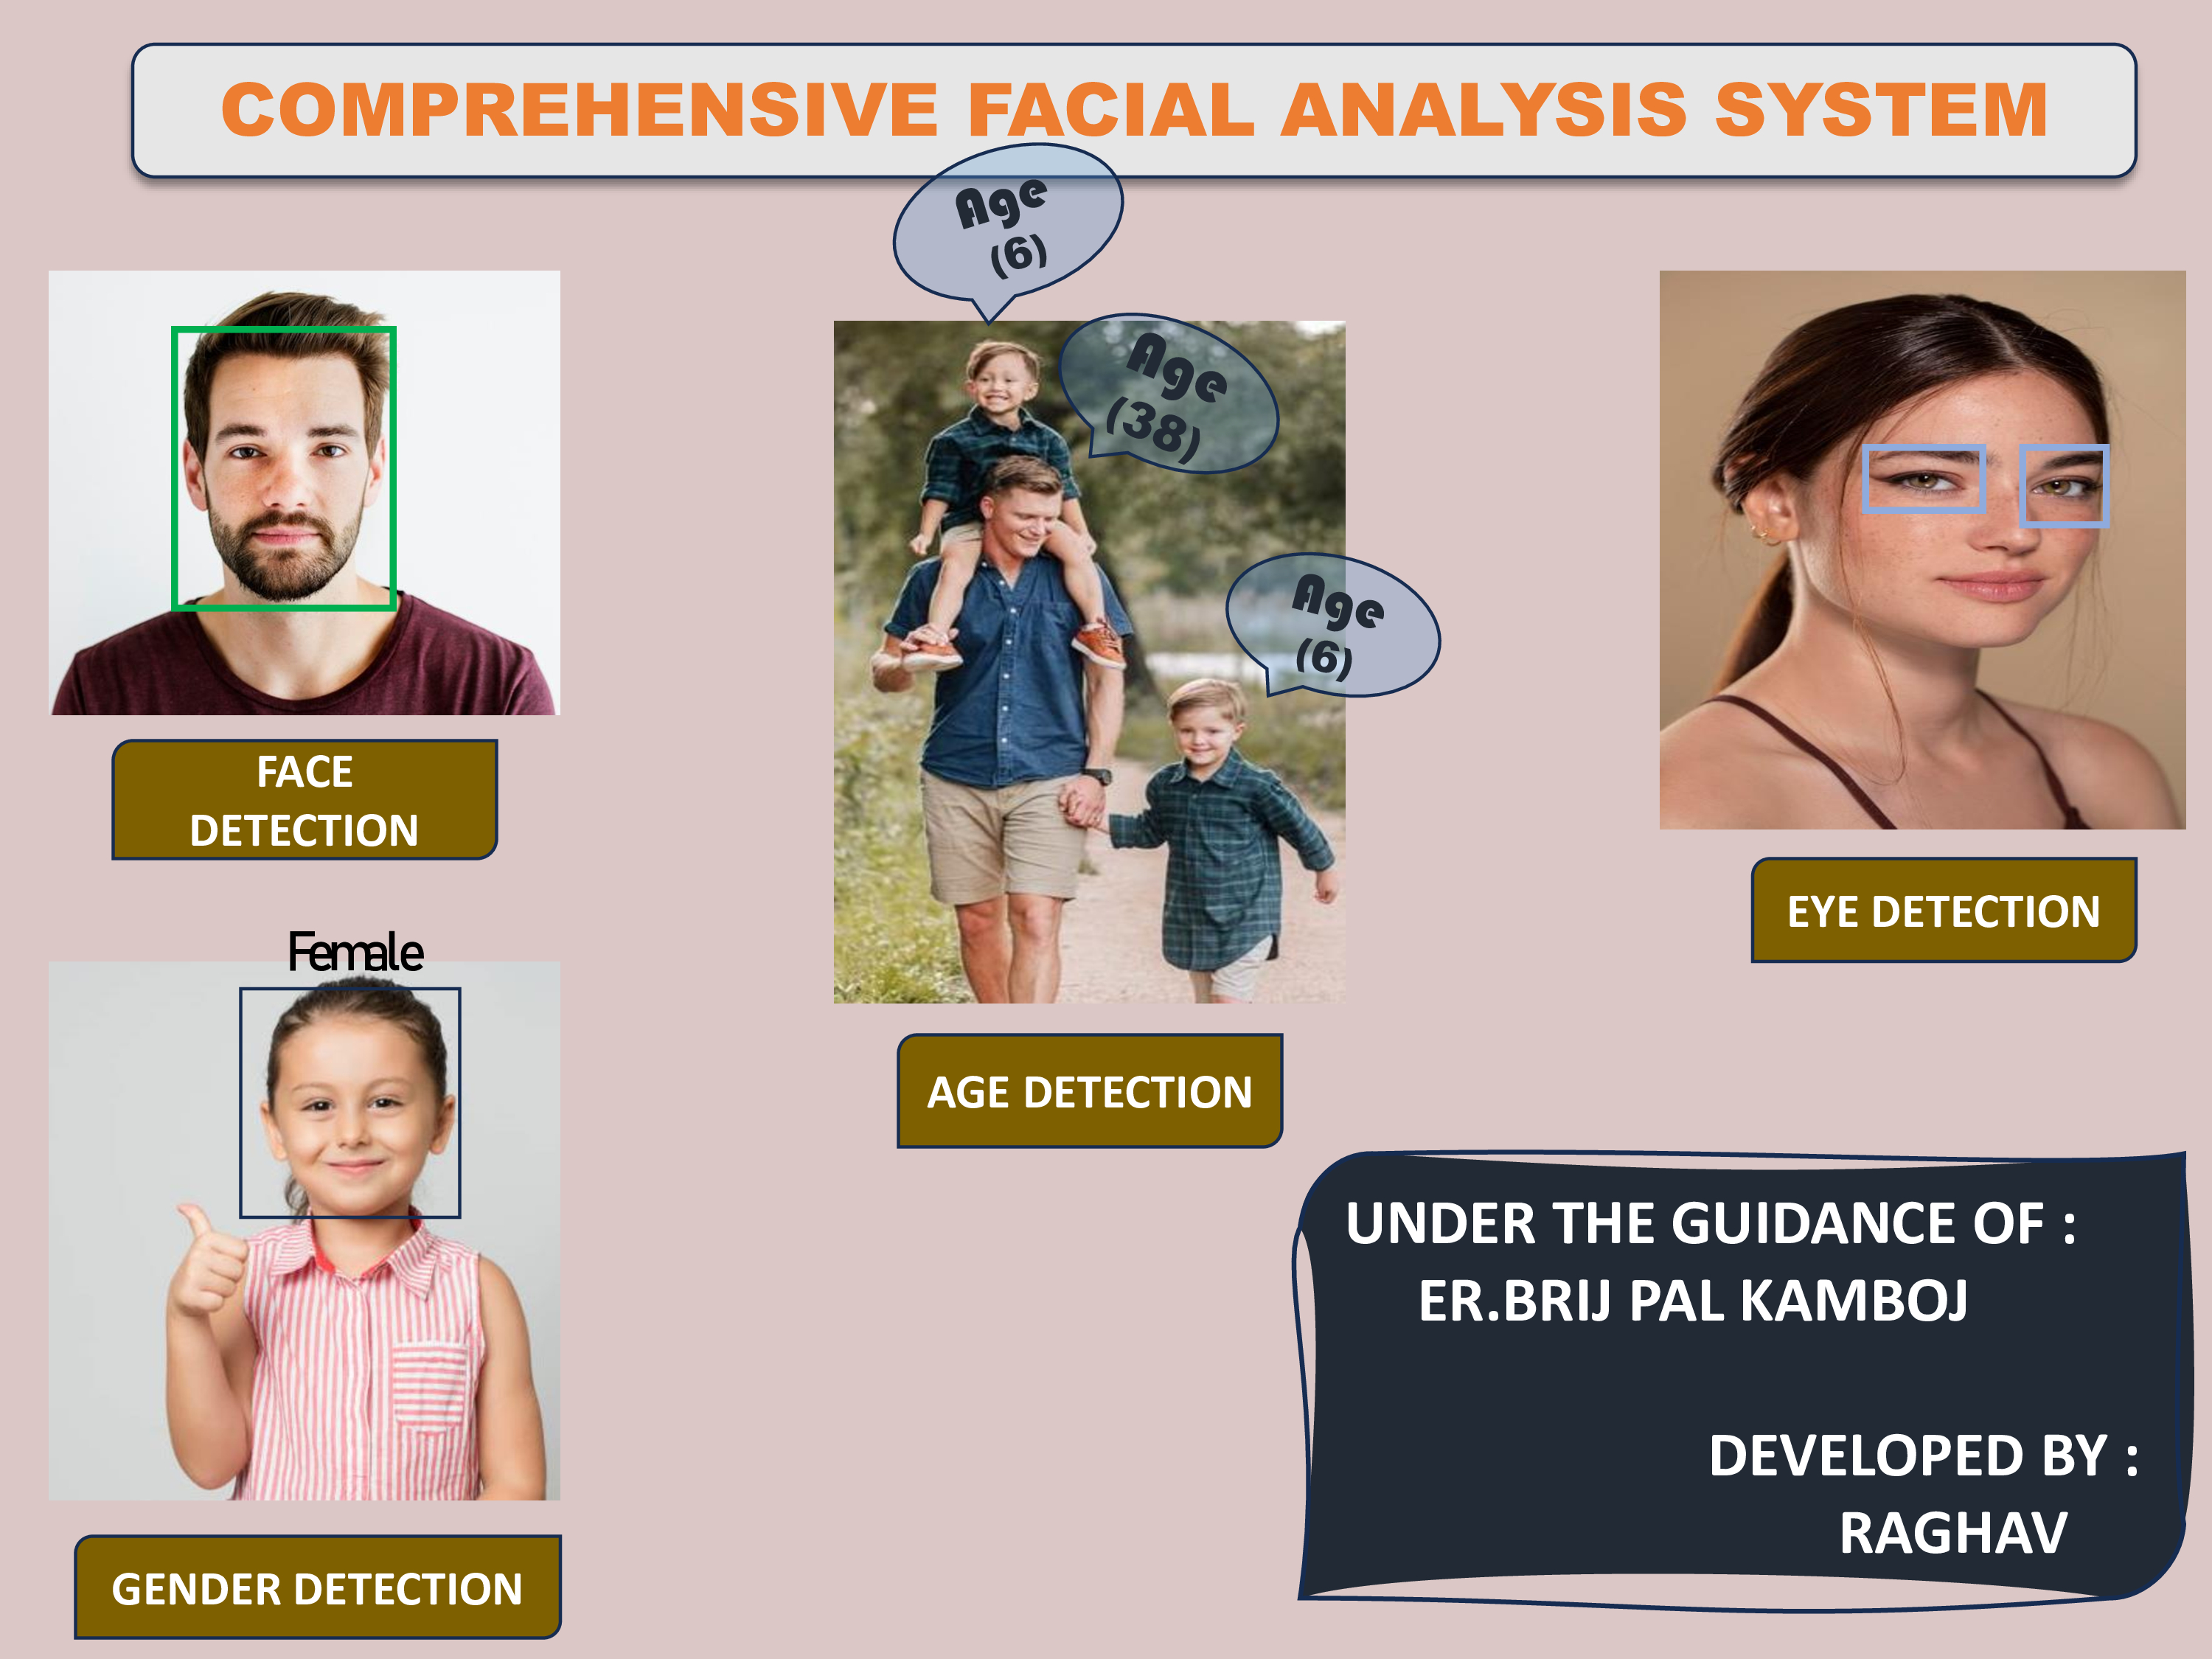 COMPREHENSIVE FACIAL ANALYSIS SYSTEM
Age
(6)
Age
(38)
Age
(6)
FACE
DETECTION
EYE DETECTION
Female
AGE DETECTION
GENDER DETECTION
UNDER THE GUIDANCE OF :
ER.BRIJ PAL KAMBOJ
DEVELOPED BY :
RAGHAV